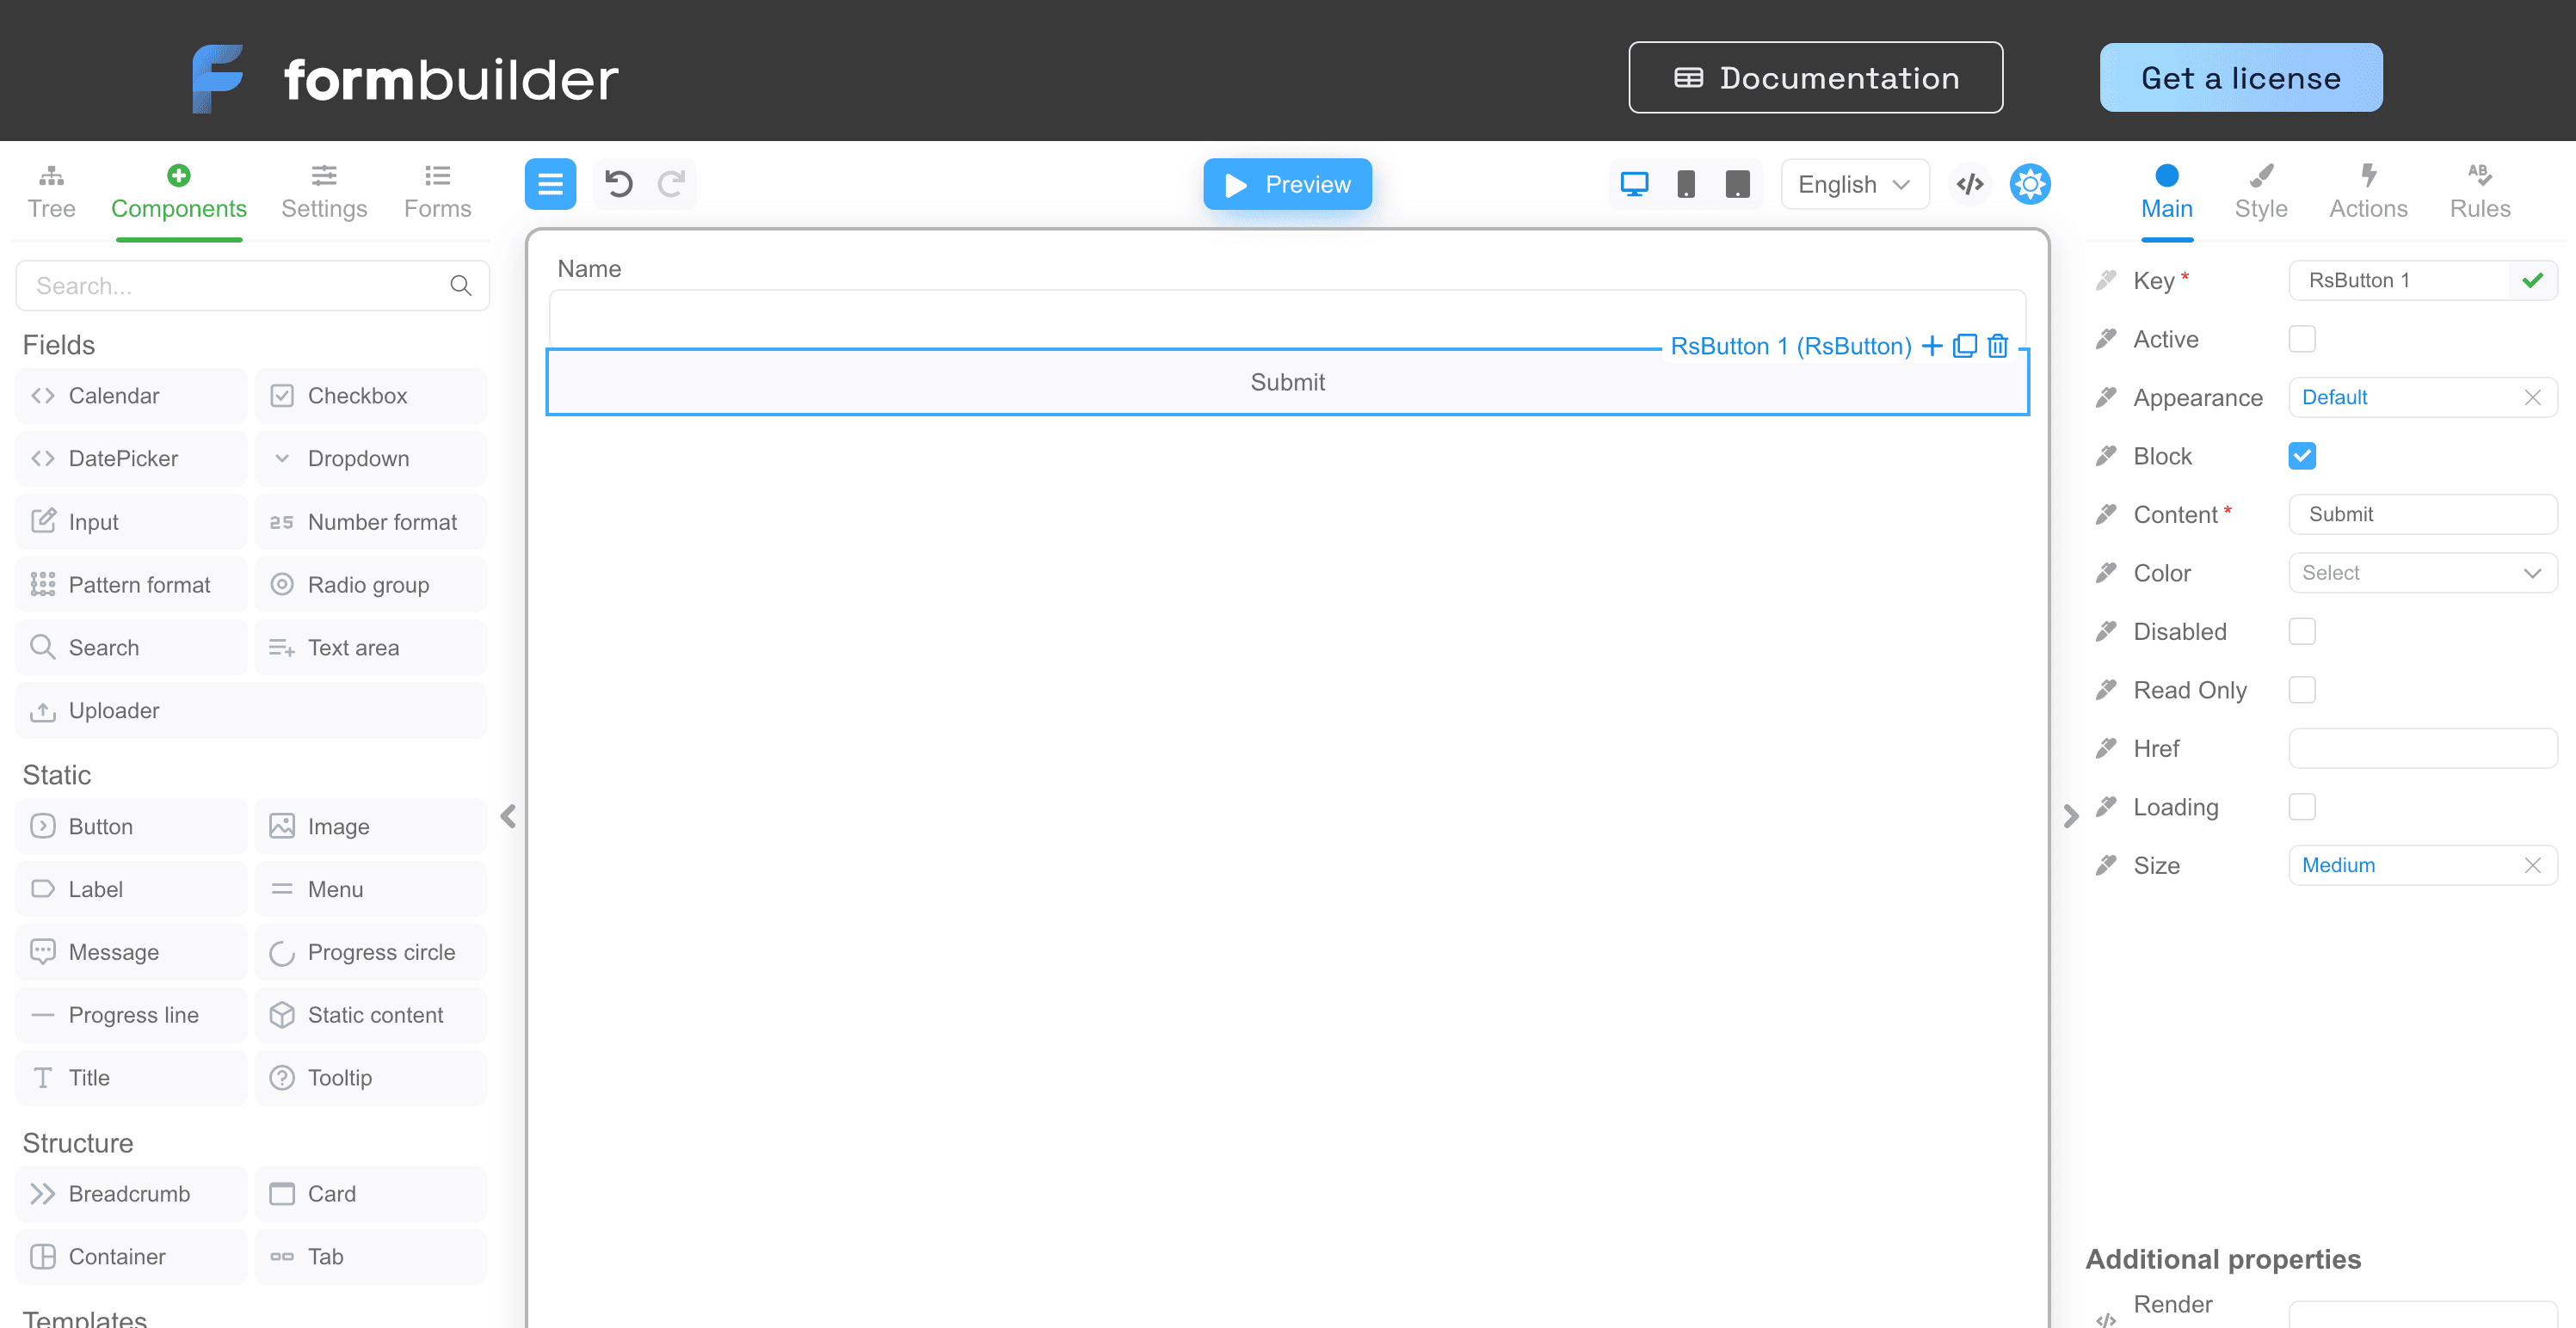 formbuilder
Documentation
Get a license
Tree
Components
Settings
Forms
Preview
English
Main
Style
Actions
Rules
Search...
Fields
Calendar
Checkbox
DatePicker
Dropdown
Input
25 Number format
Pattern format
Radio group
Search
Text area
Uploader
Static
Button
Image
Label
Menu
Message
Progress circle
Progress line
Static content
Title
Tooltip
Structure
Breadcrumb
Card
Container
Tab
Templates
Name
RsButton 1 (RsButton)
Submit
Key * RsButton 1
Active
Appearance Default
Block
Content * Submit
Color Select
Disabled
Read Only
Href
Loading
Size Medium
Additional properties
Render